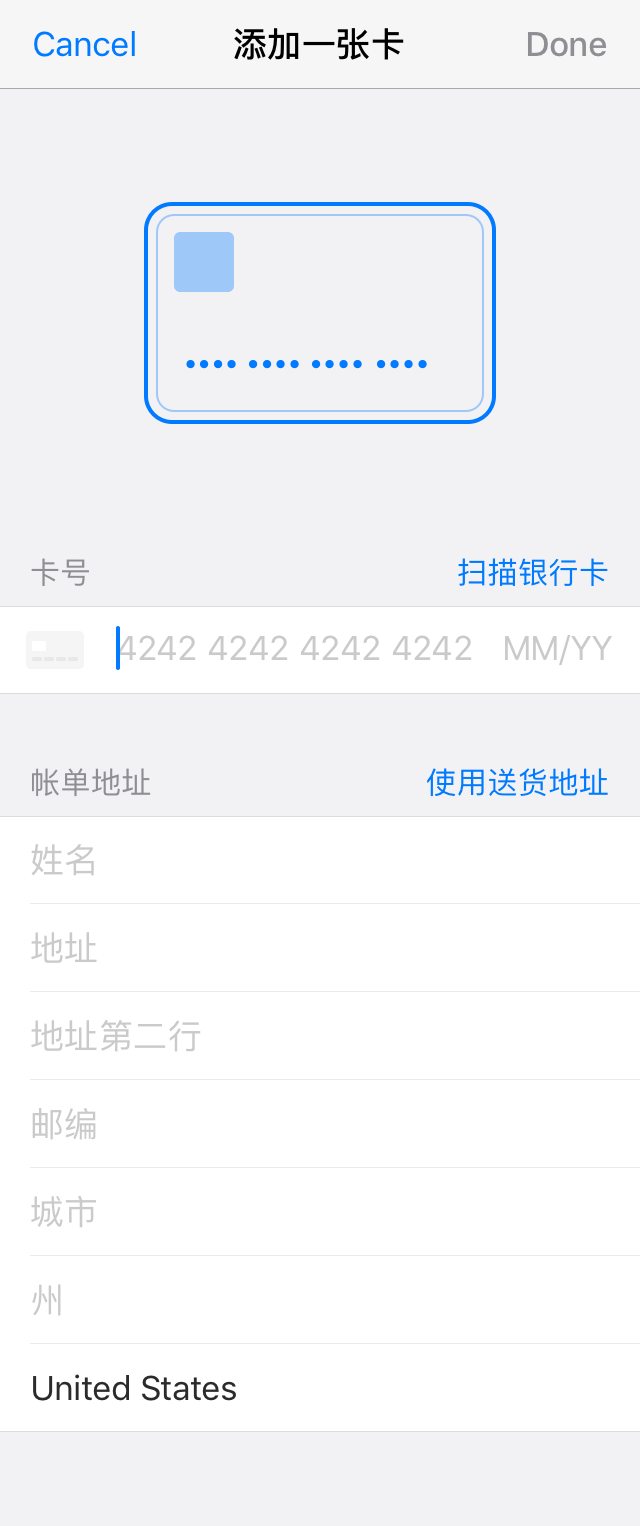 Cancel 添加一张卡 Done
•••• •••• •••• ••••
卡号 扫描银行卡
4242 4242 4242 4242 MM/YY
帐单地址 使用送货地址
姓名
地址
地址第二行
邮编
城市
州
United States